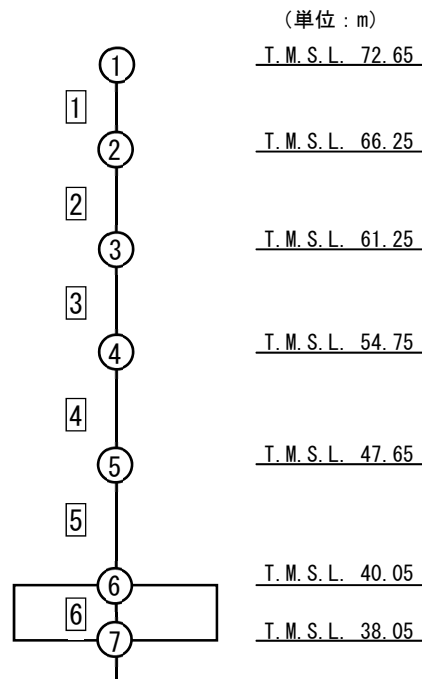 (単位:m)
① T.M.S.L. 72.65
1
② T.M.S.L. 66.25
2
③ T.M.S.L. 61.25
3
④ T.M.S.L. 54.75
4
⑤ T.M.S.L. 47.65
5
⑥ T.M.S.L. 40.05
6
⑦ T.M.S.L. 38.05